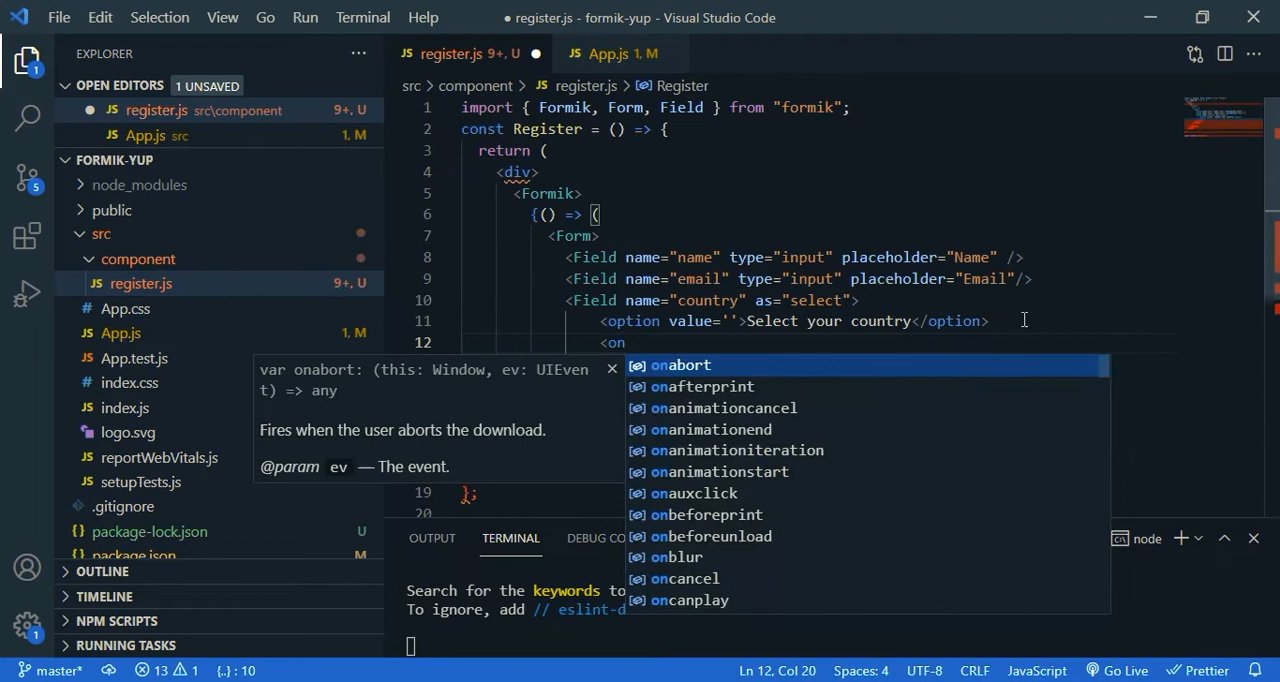 File Edit Selection View Go Run Terminal Help ● register.js - formik-yup - Visual Studio Code
EXPLORER ···
JS register.js 9+, U ● JS App.js 1, M
OPEN EDITORS 1 UNSAVED
● JS register.js src\component 9+, U
JS App.js src 1, M
FORMIK-YUP
node_modules
public
src
component
JS register.js 9+, U
# App.css
JS App.js 1, M
JS App.test.js
# index.css
JS index.js
logo.svg
JS reportWebVitals.js
JS setupTests.js
.gitignore
{} package-lock.json U
{} package.json M
OUTLINE
TIMELINE
NPM SCRIPTS
RUNNING TASKS
1
5
1
src > component > JS register.js > Register
1 import { Formik, Form, Field } from "formik";
2 const Register = () => {
3 return (
4 <div>
5 <Formik>
6 {() => (
7 <Form>
8 <Field name="name" type="input" placeholder="Name" />
9 <Field name="email" type="input" placeholder="Email"/>
10 <Field name="country" as="select">
11 <option value=''>Select your country</option>
12 <on
var onabort: (this: Window, ev: UIEven
t) => any
Fires when the user aborts the download.
@param ev — The event.
onabort
onafterprint
onanimationcancel
onanimationend
onanimationiteration
onanimationstart
onauxclick
onbeforeprint
onbeforeunload
onblur
oncancel
oncanplay
19 };
20
OUTPUT TERMINAL DEBUG CO node
Search for the keywords to
To ignore, add // eslint-d
master* 13 1 {..} : 10 Ln 12, Col 20 Spaces: 4 UTF-8 CRLF JavaScript Go Live Prettier